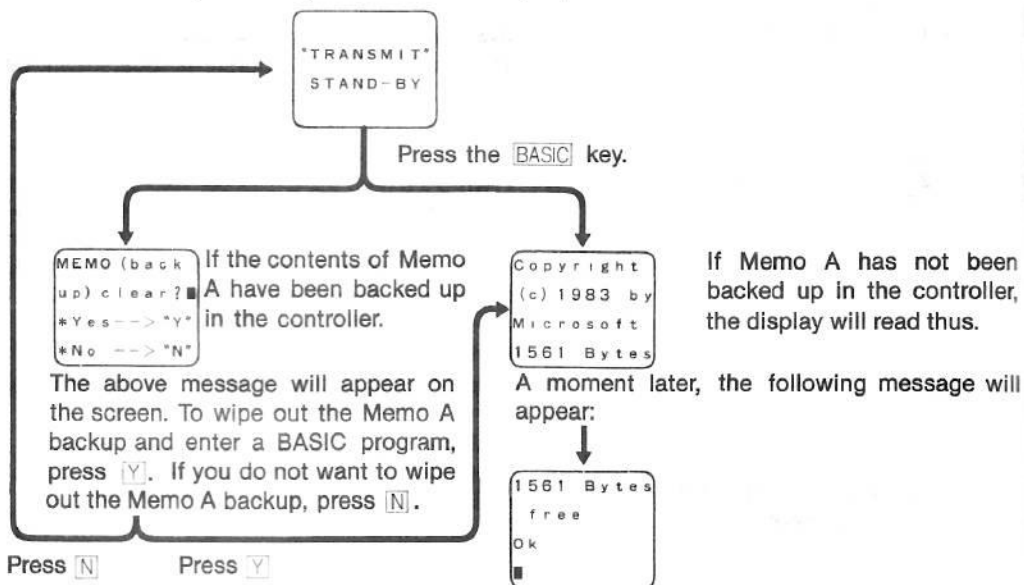 "TRANSMIT"
STAND-BY
Press the BASIC key.
MEMO (back
up) clear?
*Yes--> "Y"
*No --> "N"
If the contents of Memo
A have been backed up
in the controller.
The above message will appear on
the screen. To wipe out the Memo A
backup and enter a BASIC program,
press Y. If you do not want to wipe
out the Memo A backup, press N.
Press N
Press Y
Copyright
(c) 1983 by
Microsoft
1561 Bytes
If Memo A has not been
backed up in the controller,
the display will read thus.
A moment later, the following message will
appear:
1561 Bytes
free
Ok